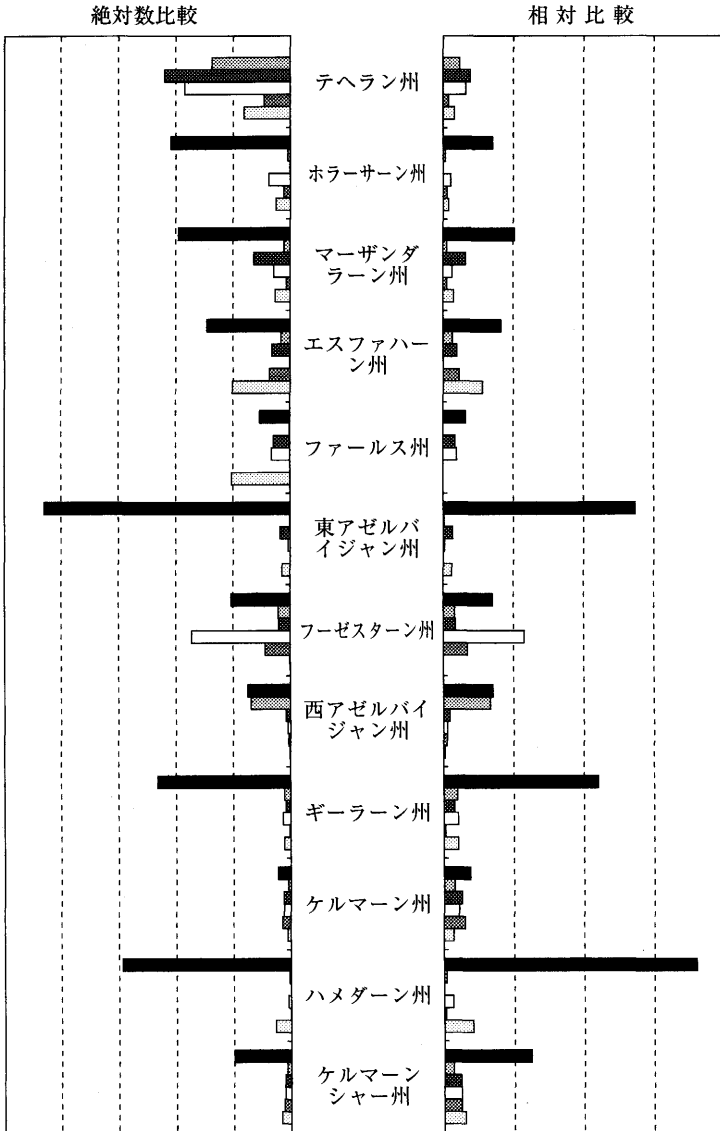 絶対数比較
相対比較
テヘラン州
ホラーサーン州
マーザンダ
ラーン州
エスファハー
ン州
ファールス州
東アゼルバ
イジャン州
フーゼスターン州
西アゼルバイ
ジャン州
ギーラーン州
ケルマーン州
ハメダーン州
ケルマーン
シャー州